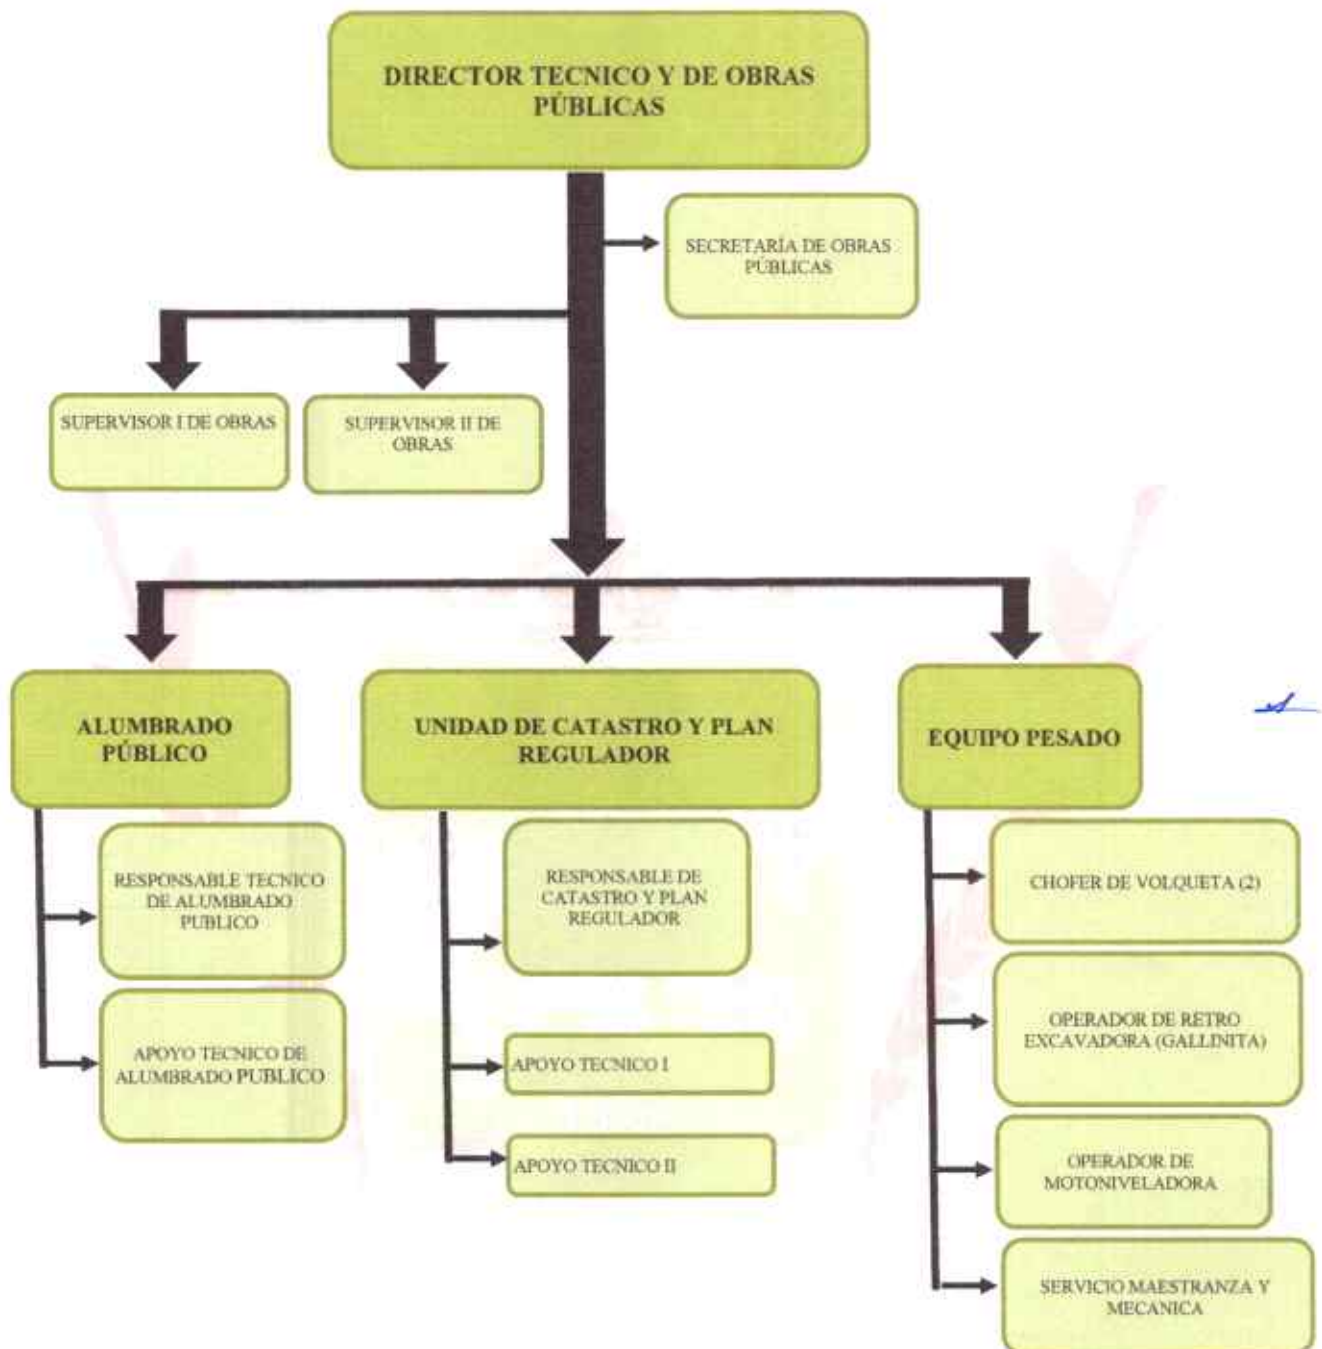 DIRECTOR TECNICO Y DE OBRAS
PÚBLICAS
SECRETARÍA DE OBRAS
PÚBLICAS
SUPERVISOR I DE OBRAS
SUPERVISOR II DE
OBRAS
ALUMBRADO
PÚBLICO
RESPONSABLE TECNICO
DE ALUMBRADO
PUBLICO
APOYO TECNICO DE
ALUMBRADO PUBLICO
UNIDAD DE CATASTRO Y PLAN
REGULADOR
RESPONSABLE DE
CATASTRO Y PLAN
REGULADOR
APOYO TECNICO I
APOYO TECNICO II
EQUIPO PESADO
CHOFER DE VOLQUETA (2)
OPERADOR DE RETRO
EXCAVADORA (GALLINITA)
OPERADOR DE
MOTONIVELADORA
SERVICIO MAESTRANZA Y
MECANICA